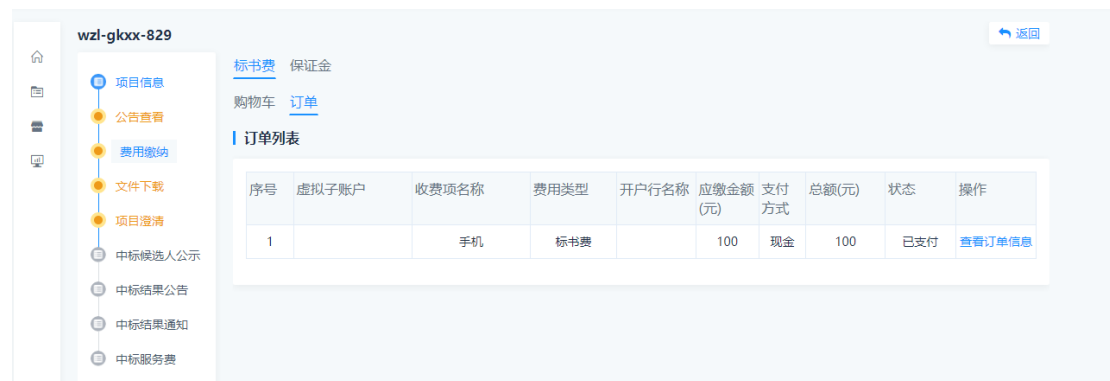 wzl-gkxx-829
返回
项目信息
公告查看
费用缴纳
文件下载
项目澄清
中标候选人公示
中标结果公告
中标结果通知
中标服务费
标书费 保证金
购物车 订单
订单列表
序号 虚拟子账户 收费项名称 费用类型 开户行名称 应缴金额(元) 支付方式 总额(元) 状态 操作
1 手机 标书费 100 现金 100 已支付 查看订单信息